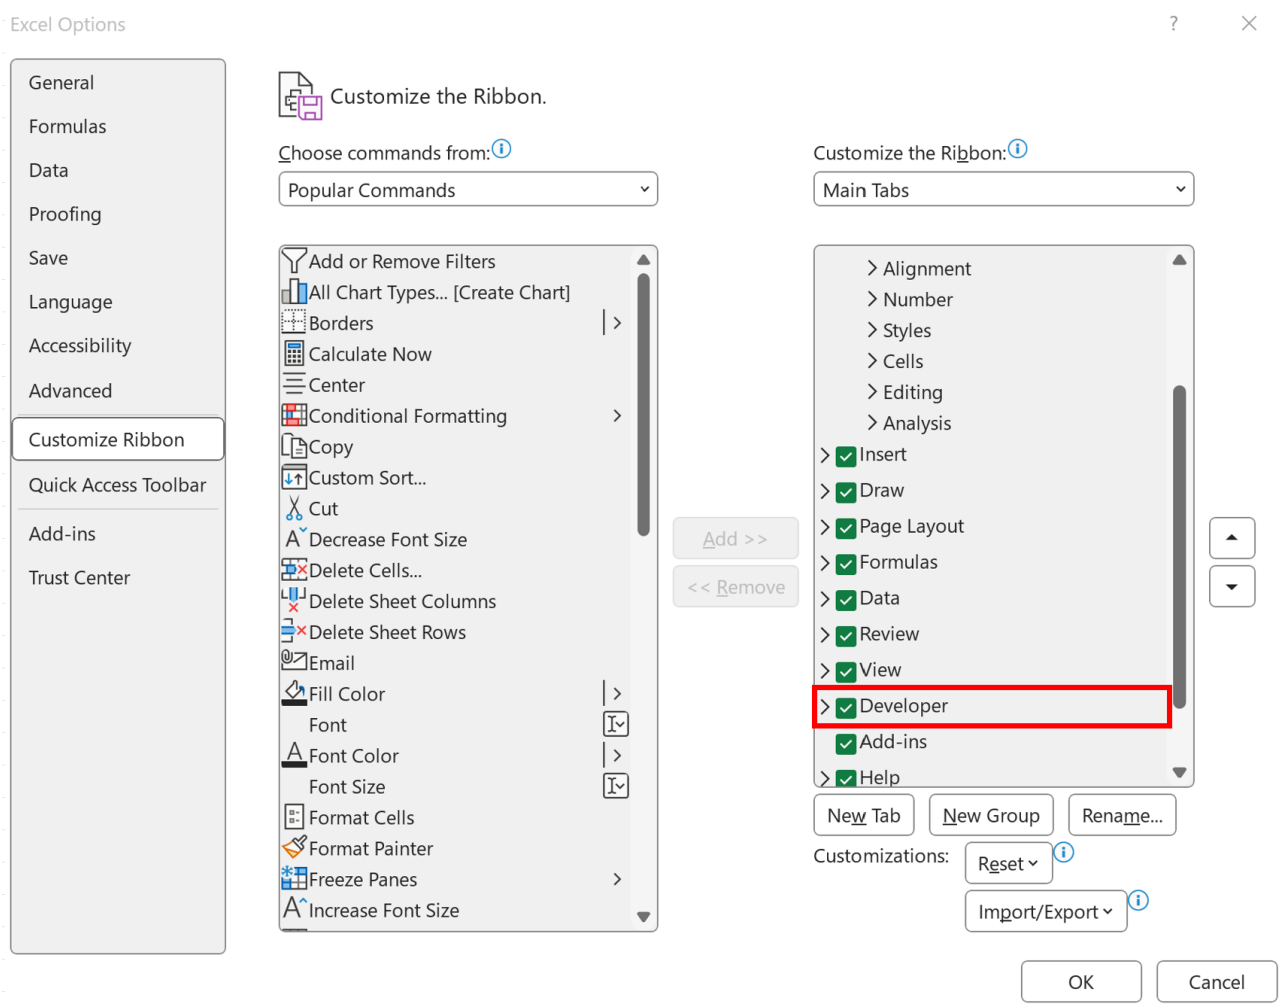 Excel Options
?
General
Formulas
Data
Proofing
Save
Language
Accessibility
Advanced
Customize Ribbon
Quick Access Toolbar
Add-ins
Trust Center
Customize the Ribbon.
Choose commands from:
Popular Commands
Add or Remove Filters
All Chart Types... [Create Chart]
Borders
Calculate Now
Center
Conditional Formatting
Copy
Custom Sort...
Cut
Decrease Font Size
Delete Cells...
Delete Sheet Columns
Delete Sheet Rows
Email
Fill Color
Font
Font Color
Font Size
Format Cells
Format Painter
Freeze Panes
Increase Font Size
Add >>
<< Remove
Customize the Ribbon:
Main Tabs
Alignment
Number
Styles
Cells
Editing
Analysis
Insert
Draw
Page Layout
Formulas
Data
Review
View
Developer
Add-ins
Help
New Tab
New Group
Rename...
Customizations:
Reset
Import/Export
OK
Cancel